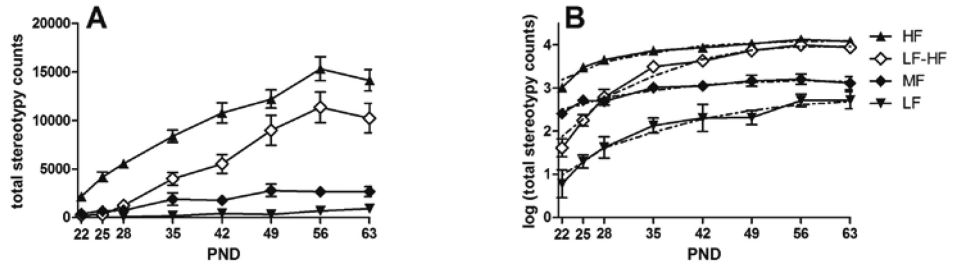 A
total stereotypy counts
20000
15000
10000
5000
0
22 25 28 35 42 49 56 63
PND
B
log (total stereotypy counts)
4
3
2
1
0
22 25 28 35 42 49 56 63
PND
HF
LF-HF
MF
LF